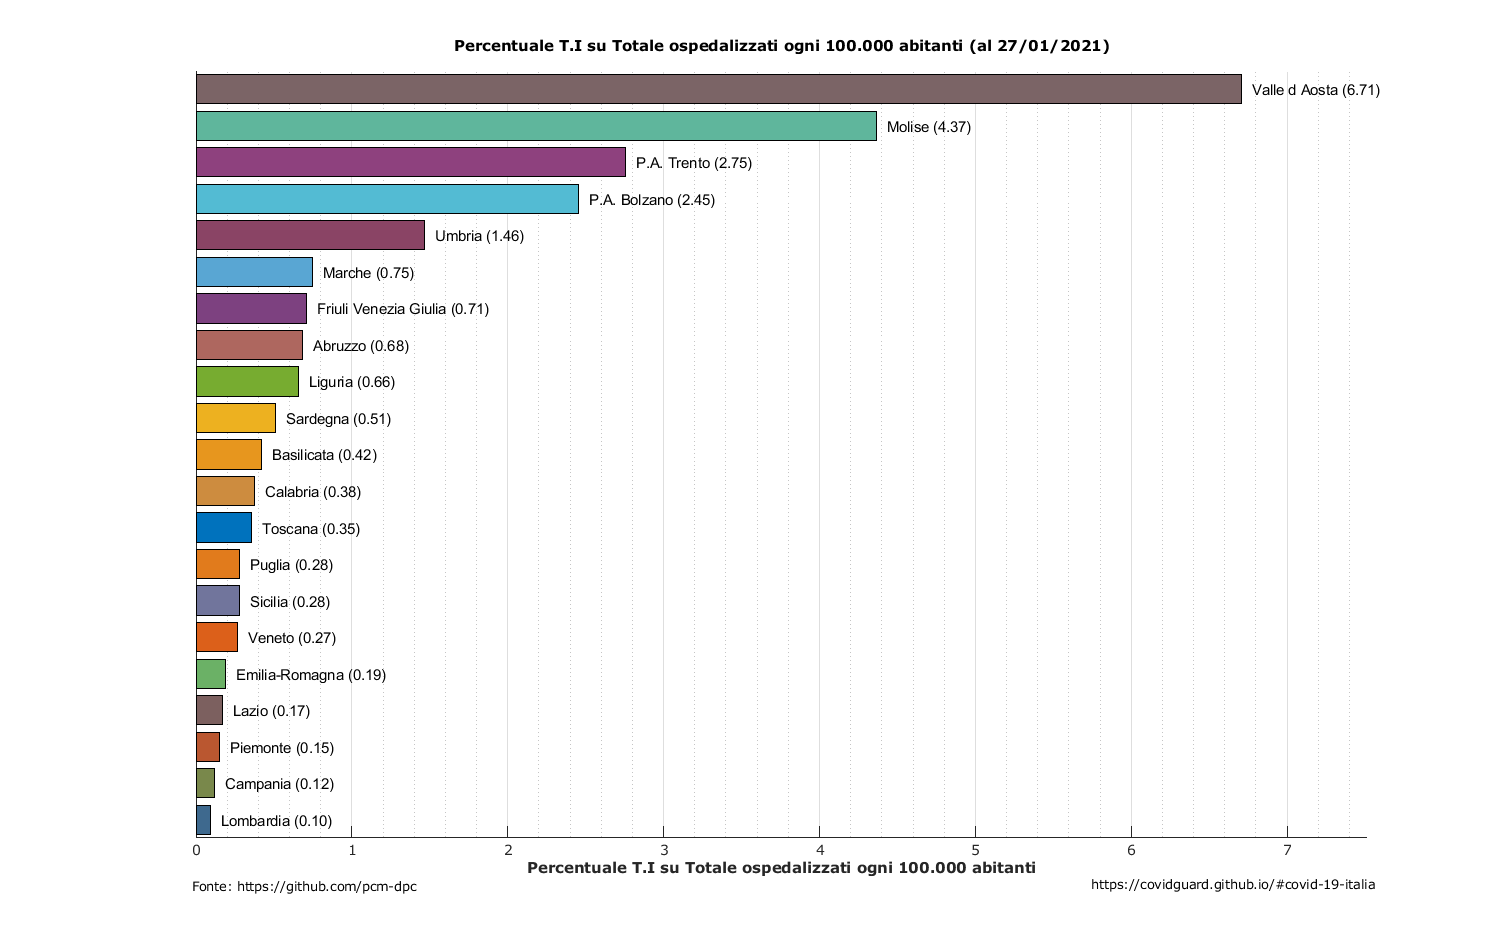 Percentuale T.I su Totale ospedalizzati ogni 100.000 abitanti (al 27/01/2021)
Valle d Aosta (6.71)
Molise (4.37)
P.A. Trento (2.75)
P.A. Bolzano (2.45)
Umbria (1.46)
Marche (0.75)
Friuli Venezia Giulia (0.71)
Abruzzo (0.68)
Liguria (0.66)
Sardegna (0.51)
Basilicata (0.42)
Calabria (0.38)
Toscana (0.35)
Puglia (0.28)
Sicilia (0.28)
Veneto (0.27)
Emilia-Romagna (0.19)
Lazio (0.17)
Piemonte (0.15)
Campania (0.12)
Lombardia (0.10)
0 1 2 3 4 5 6 7
Percentuale T.I su Totale ospedalizzati ogni 100.000 abitanti
Fonte: https://github.com/pcm-dpc
https://covidguard.github.io/#covid-19-italia